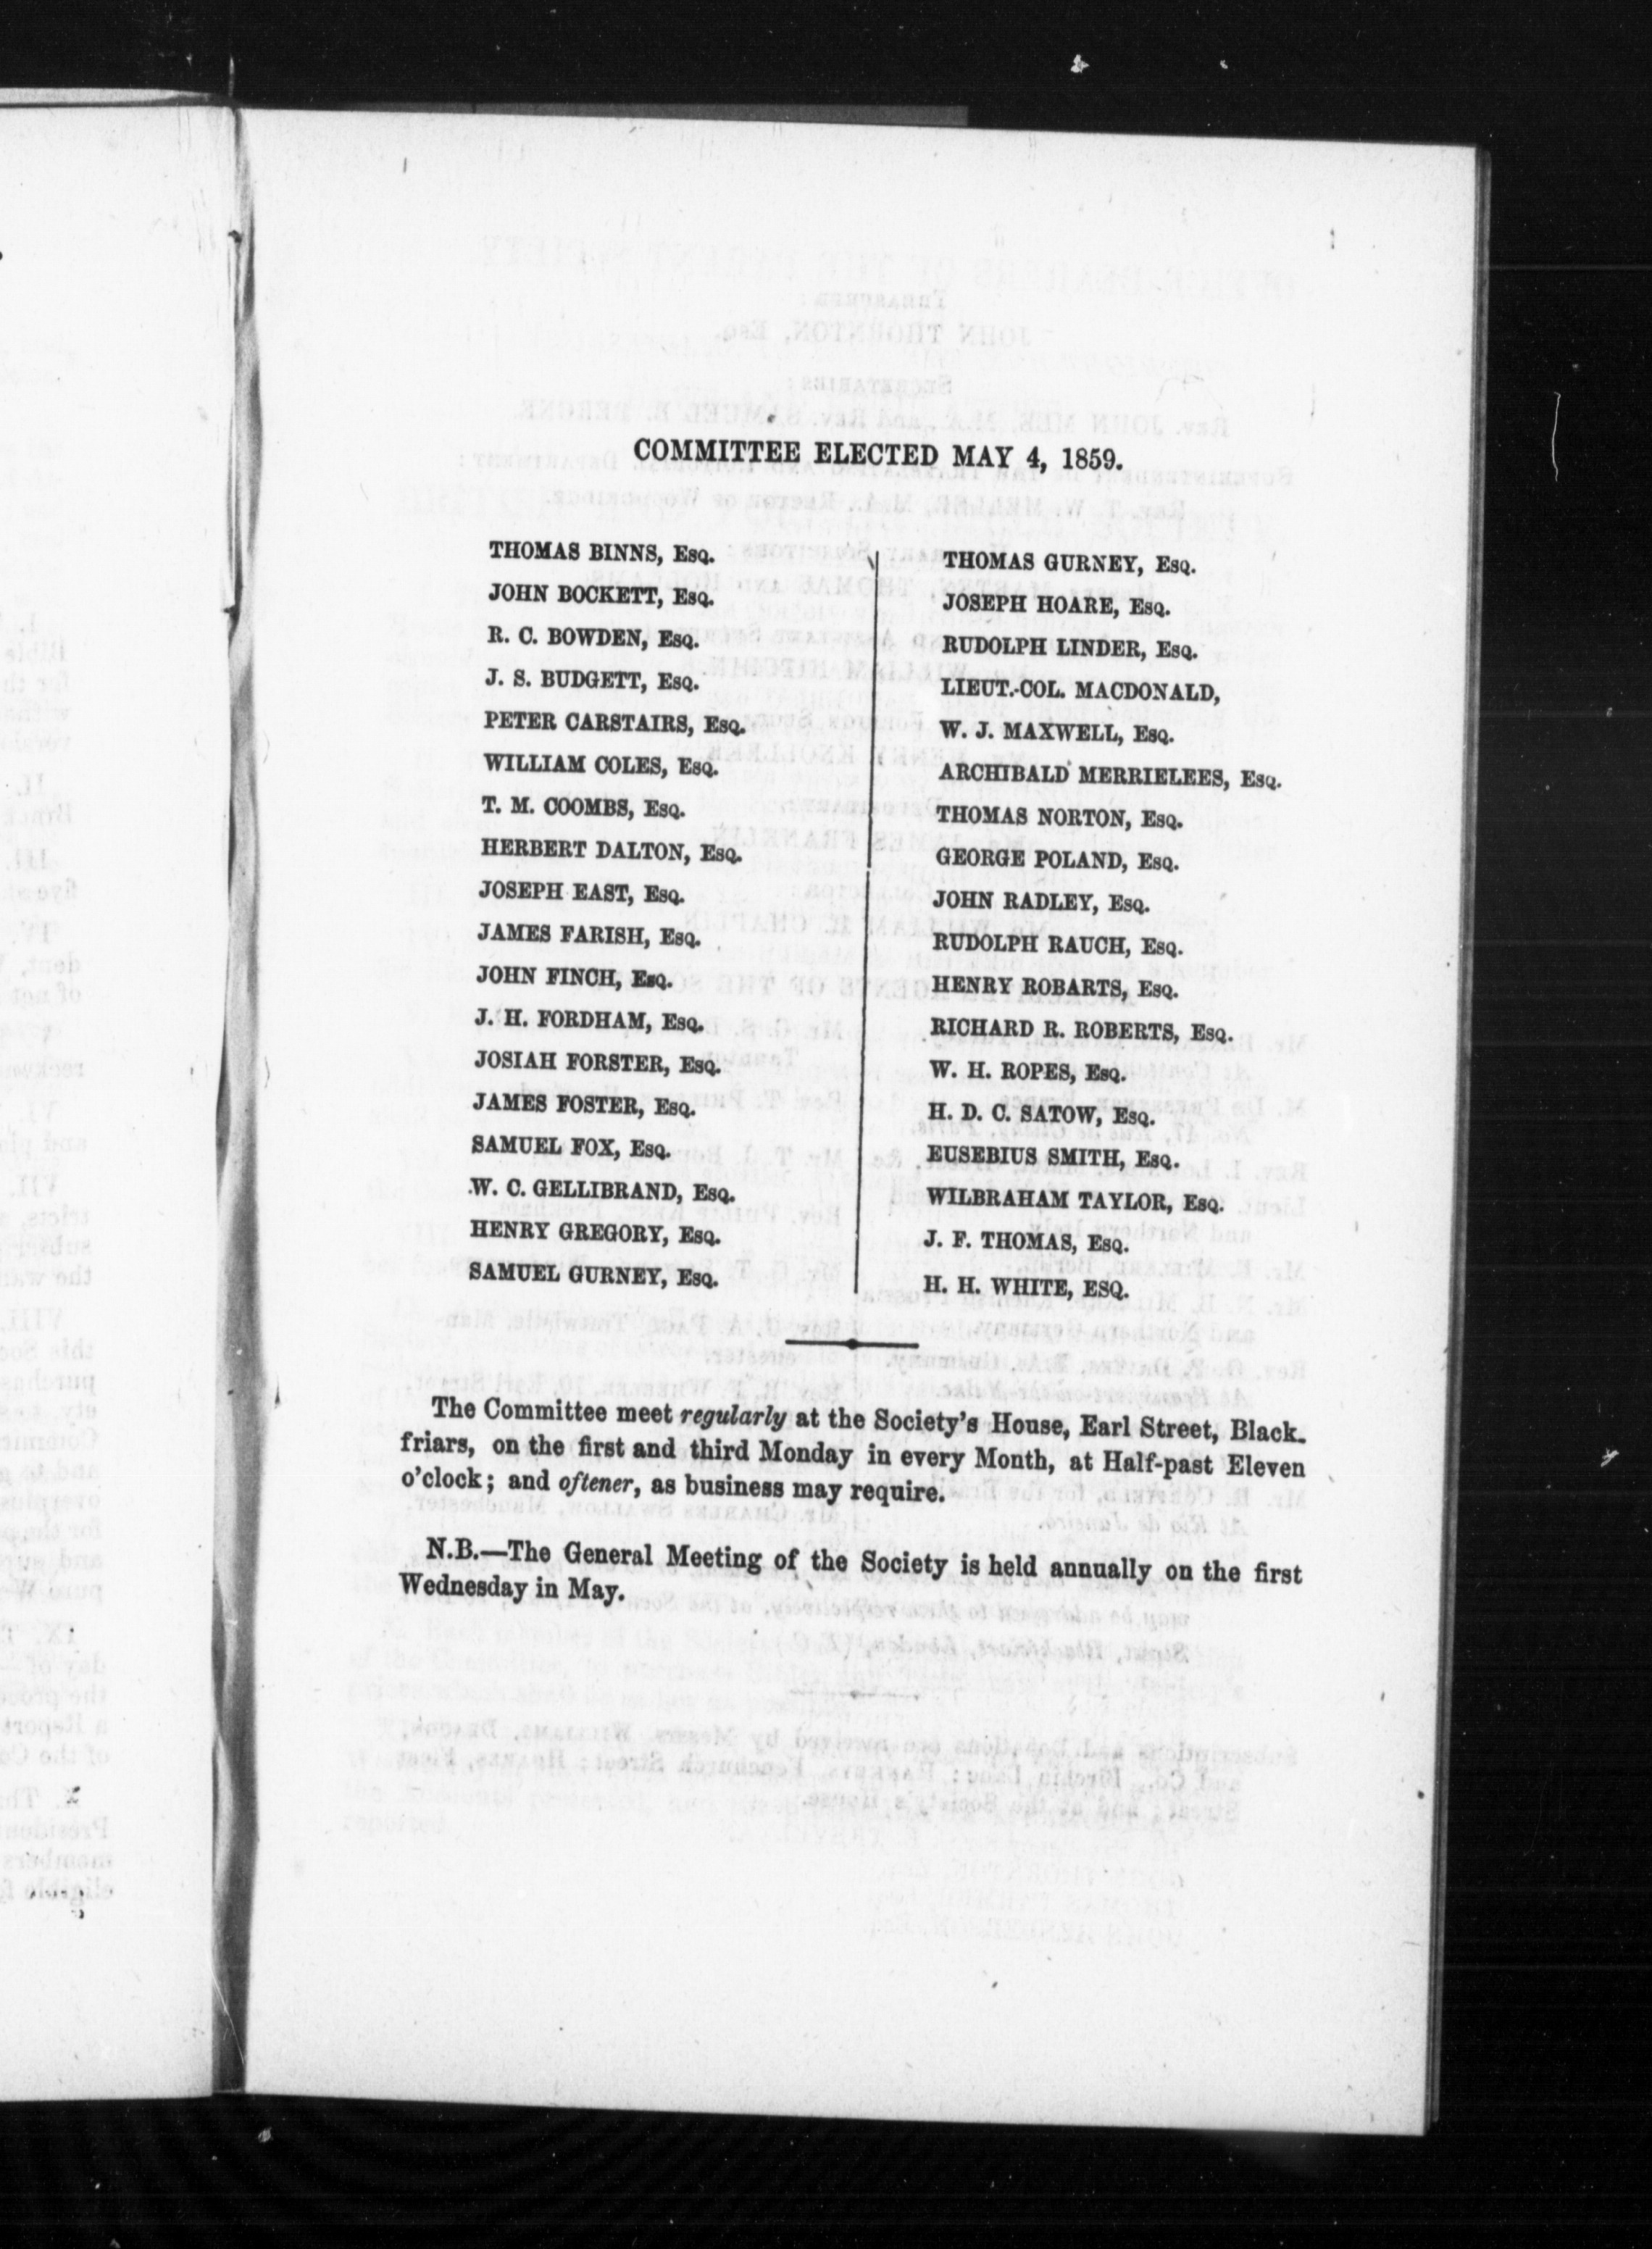 COMMITTEE ELECTED MAY 4, 1859.
THOMAS BINNS, Esq.
JOHN BOCKETT, Esq.
R. C. BOWDEN, Esq.
J. S. BUDGETT, Esq.
PETER CARSTAIRS, Esq.
WILLIAM COLES, Esq.
T. M. COOMBS, Esq.
HERBERT DALTON, Esq.
JOSEPH EAST, Esq.
JAMES FARISH, Esq.
JOHN FINCH, Esq.
J. H. FORDHAM, Esq.
JOSIAH FORSTER, Esq.
JAMES FOSTER, Esq.
SAMUEL FOX, Esq.
W. C. GELLIBRAND, Esq.
HENRY GREGORY, Esq.
SAMUEL GURNEY, Esq.
THOMAS GURNEY, Esq.
JOSEPH HOARE, Esq.
RUDOLPH LINDER, Esq.
LIEUT.-COL. MACDONALD,
W. J. MAXWELL, Esq.
ARCHIBALD MERRIELEES, Esq.
THOMAS NORTON, Esq.
GEORGE POLAND, Esq.
JOHN RADLEY, Esq.
RUDOLPH RAUCH, Esq.
HENRY ROBARTS, Esq.
RICHARD R. ROBERTS, Esq.
W. H. ROPES, Esq.
H. D. C. SATOW, Esq.
EUSEBIUS SMITH, Esq.
WILBRAHAM TAYLOR, Esq.
J. F. THOMAS, Esq.
H. H. WHITE, ESQ.
The Committee meet regularly at the Society's House, Earl Street, Black-
friars, on the first and third Monday in every Month, at Half-past Eleven
o'clock; and oftener, as business may require.
N.B.—The General Meeting of the Society is held annually on the first
Wednesday in May.